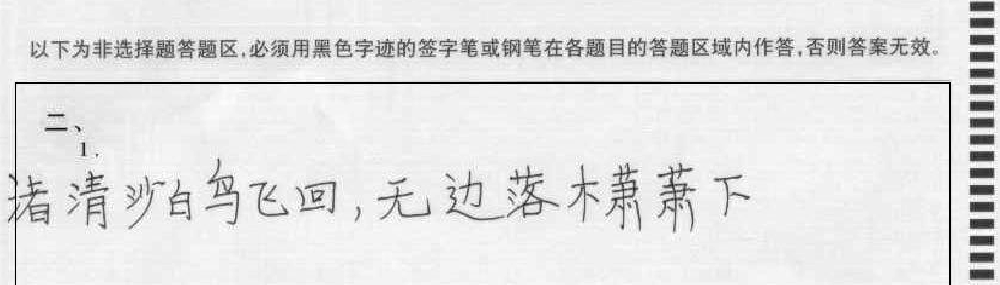 以下为非选择题答题区,必须用黑色字迹的签字笔或钢笔在各题目的答题区域内作答,否则答案无效。
二、
1.
渚清沙白鸟飞回,无边落木萧萧下